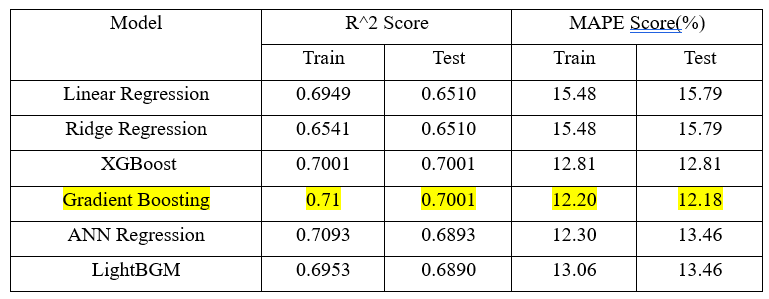 Model R^2 Score MAPE Score(%)
Train Test Train Test
Linear Regression 0.6949 0.6510 15.48 15.79
Ridge Regression 0.6541 0.6510 15.48 15.79
XGBoost 0.7001 0.7001 12.81 12.81
Gradient Boosting 0.71 0.7001 12.20 12.18
ANN Regression 0.7093 0.6893 12.30 13.46
LightBGM 0.6953 0.6890 13.06 13.46